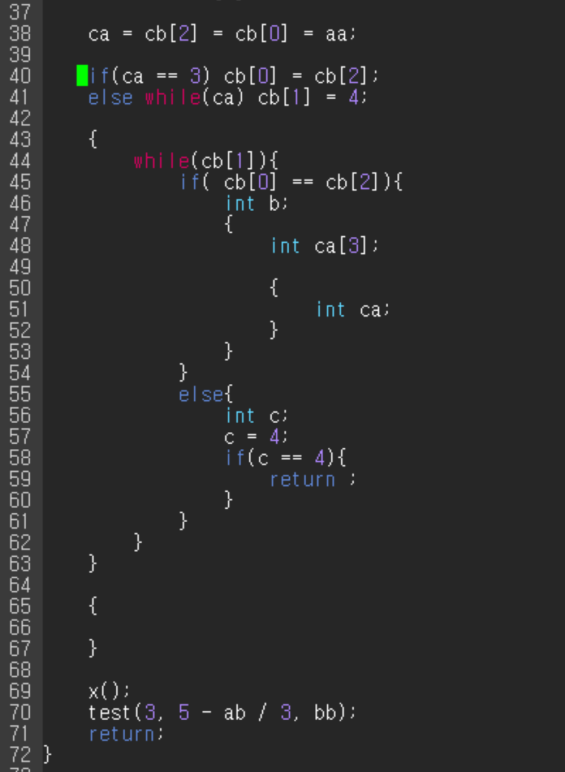 37
38 ca = cb[2] = cb[0] = aa;
39
40 if(ca == 3) cb[0] = cb[2];
41 else while(ca) cb[1] = 4;
42
43 {
44 while(cb[1]){
45 if( cb[0] == cb[2]){
46 int b;
47 {
48 int ca[3];
49
50 {
51 int ca;
52 }
53 }
54 }
55 else{
56 int c;
57 c = 4;
58 if(c == 4){
59 return ;
60 }
61 }
62 }
63 }
64
65 {
66
67 }
68
69 x();
70 test(3, 5 - ab / 3, bb);
71 return;
72 }